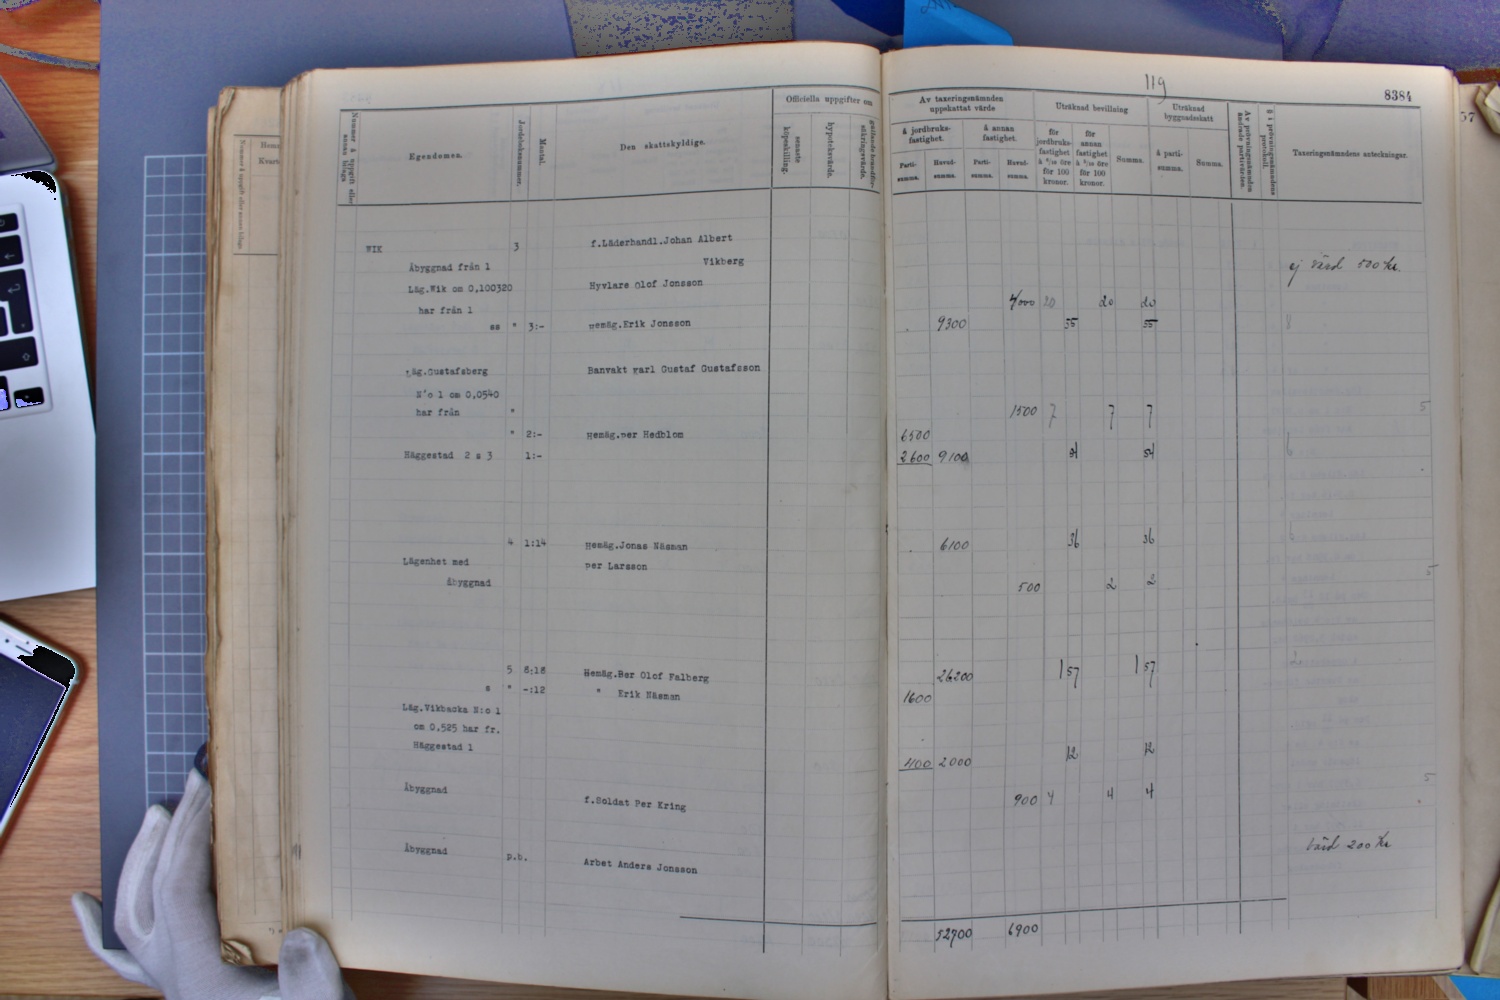 119
8384
Nummer å uppgift eller annan bilaga
Egendomen.
Jordeboksnummer.
Mantal.
Den skattskyldige.
Officiella uppgifter om
senaste köpeskilling.
hypoteksvärde.
gällande brandförsäkringsvärde.
Av taxeringsnämnden uppskattat värde
å jordbruksfastighet.
å annan fastighet.
Partisumma.
Huvudsumma.
Partisumma.
Huvudsumma.
Uträknad bevillning
för jordbruksfastighet å 6/10 öre för 100 kronor.
för annan fastighet å 5/10 öre för 100 kronor.
Summa.
Uträknad byggnadsskatt
å partisumma.
Summa.
Av prövningsnämnden ändrade partivärden.
§ i prövningsnämndens protokoll.
Taxeringsnämndens anteckningar.
WIK 3 f.Läderhandl.Johan Albert
Åbyggnad från 1 Vikberg ej värd 500 kr.
Läg.Wik om 0,100320 Hyvlare Olof Jonsson
har från 1 4000 20 20 20
ss " 3:- Hemäg.Erik Jonsson 9300 55 55
Läg.Gustafsberg Banvakt Karl Gustaf Gustafsson
N:o 1 om 0,0540
har från " 1500 7 7 7
" 2:- Hemäg.Per Hedblom 6500
Häggestad 2 s 3 1:- 2600 9100 54 54
4 1:14 Hemäg.Jonas Näsman 6100 36 36
Lägenhet med Per Larsson
Åbyggnad 500 2 2
5 8:18 Hemäg.Per Olof Falberg 26200 1 57 1 57
s " -:12 " Erik Näsman 1600
Läg.Vikbacka N:o 1
om 0,525 har fr.
Häggestad 1 400 2000 12 12
Åbyggnad f.Soldat Per Kring 900 4 4 4
Åbyggnad p.b. Arbet Anders Jonsson Värd 200 Kr
52700 6900